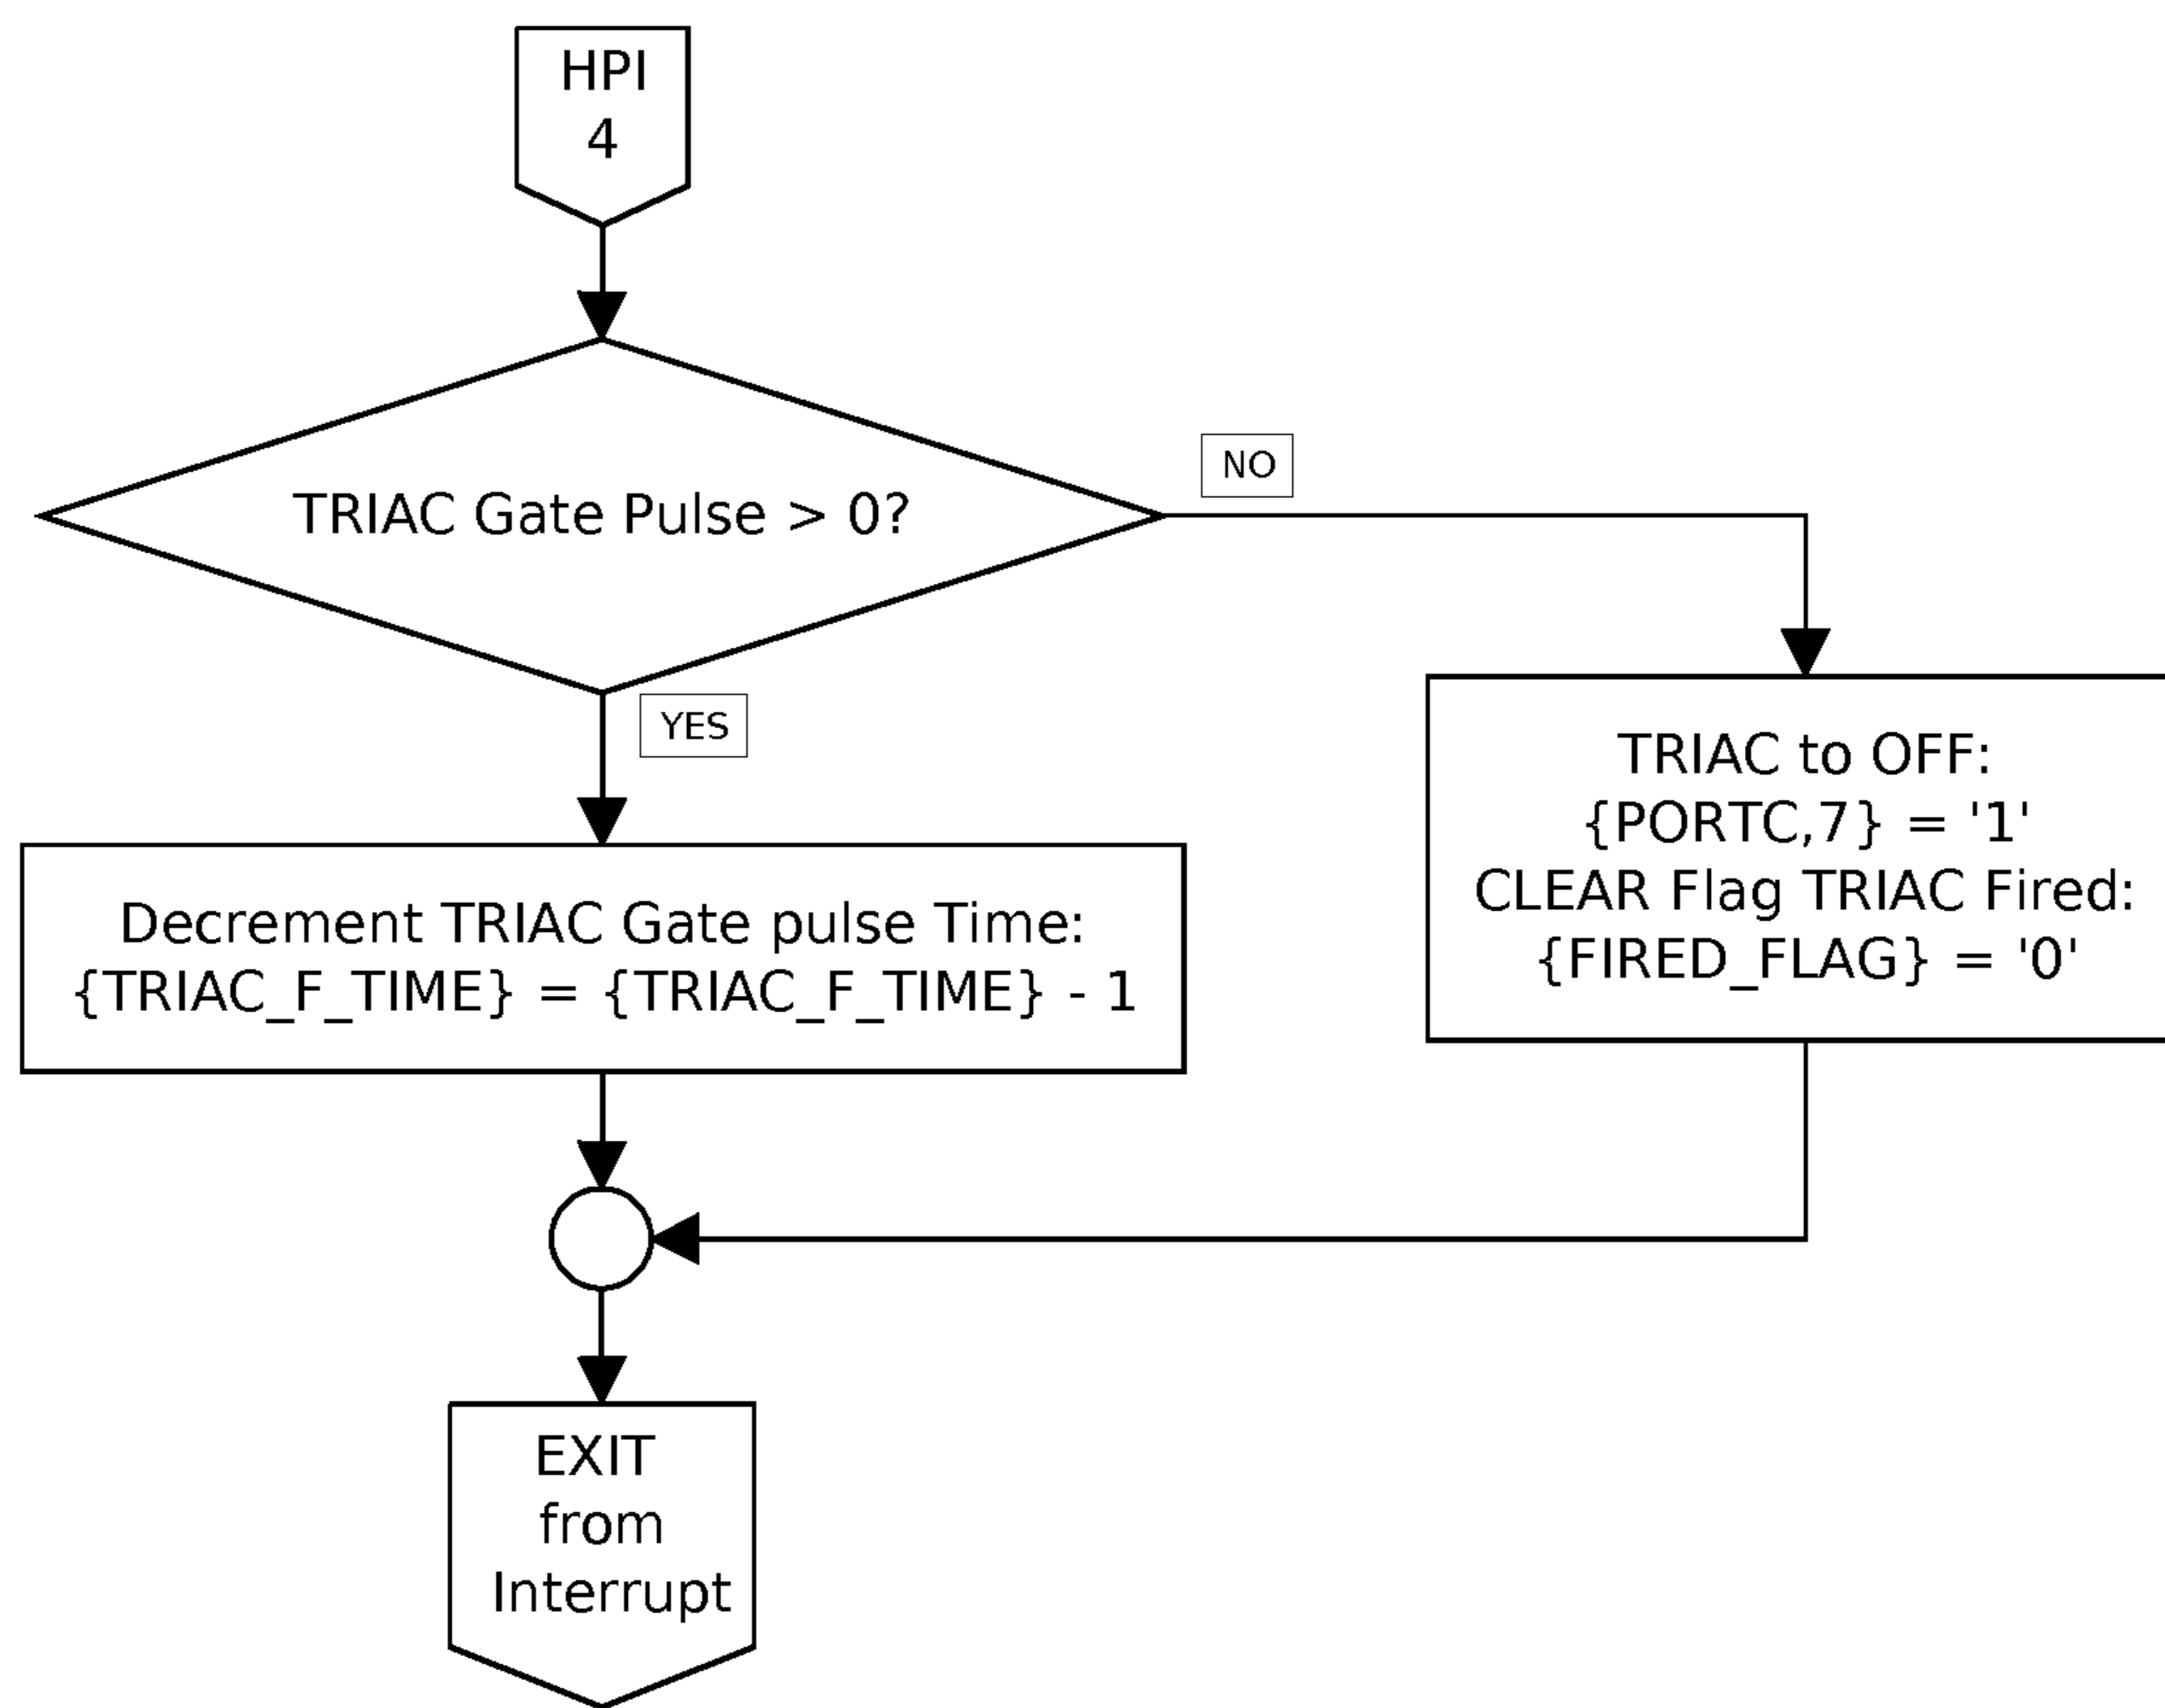 HPI
4
TRIAC Gate Pulse > 0?
NO
YES
TRIAC to OFF:
{PORTC,7} = '1'
CLEAR Flag TRIAC Fired:
{FIRED_FLAG} = '0'
Decrement TRIAC Gate pulse Time:
{TRIAC_F_TIME} = {TRIAC_F_TIME} - 1
EXIT
from
Interrupt